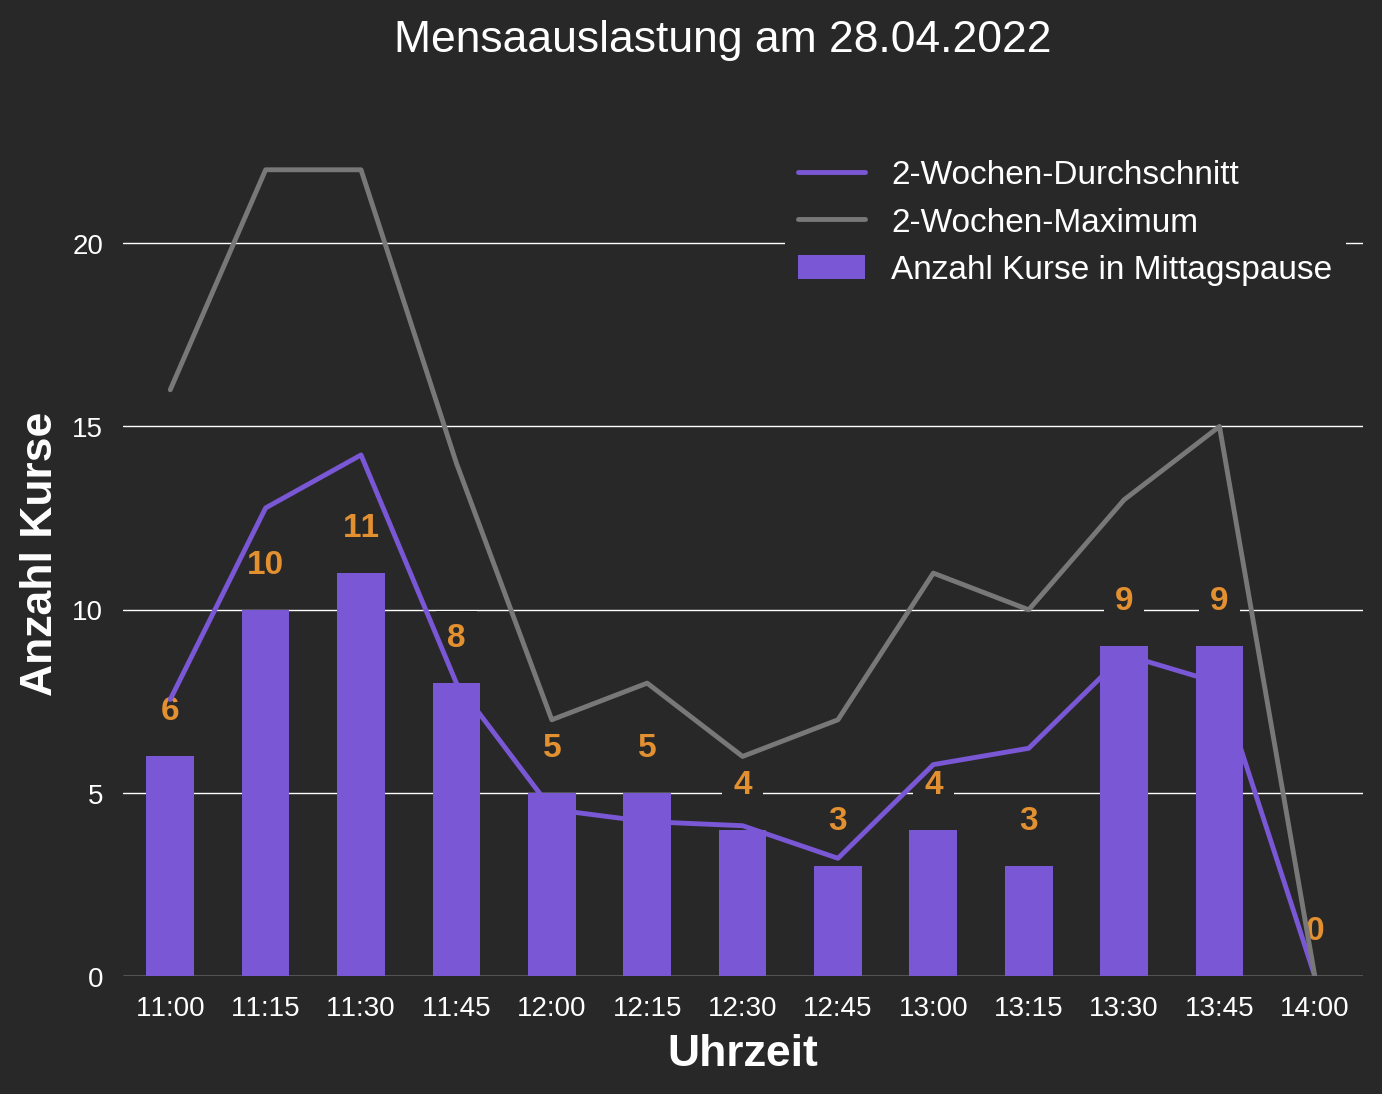 Mensaauslastung am 28.04.2022
2-Wochen-Durchschnitt
2-Wochen-Maximum
Anzahl Kurse in Mittagspause
Anzahl Kurse
20
15
10
5
0
6
10
11
8
5
5
4
3
4
3
9
9
0
11:00 11:15 11:30 11:45 12:00 12:15 12:30 12:45 13:00 13:15 13:30 13:45 14:00
Uhrzeit